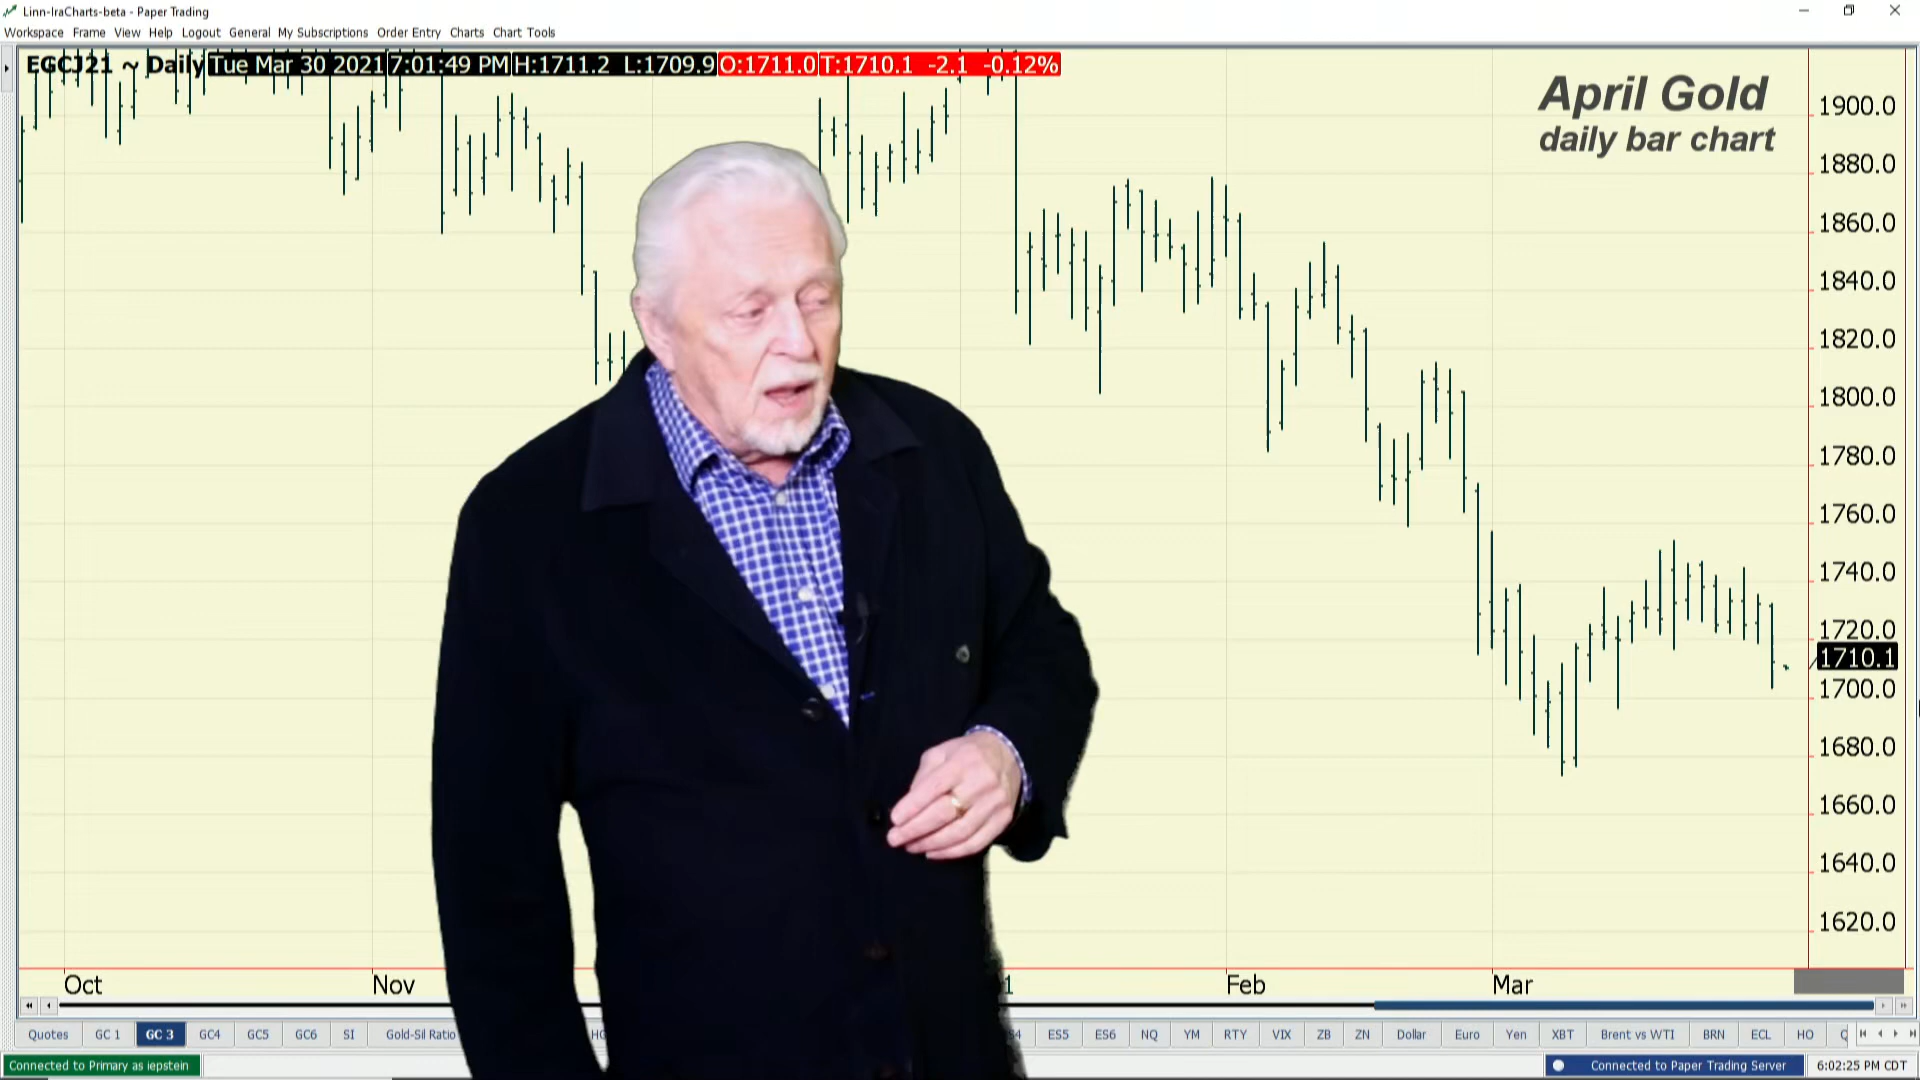 Linn-IraCharts-beta - Paper Trading
Workspace Frame View Help Logout General My Subscriptions Order Entry Charts Chart Tools
EGCJ21 ~ Daily Tue Mar 30 2021 7:01:49 PM H:1711.2 L:1709.9 O:1711.0 T:1710.1 -2.1 -0.12%
April Gold
daily bar chart
1900.0
1880.0
1860.0
1840.0
1820.0
1800.0
1780.0
1760.0
1740.0
1720.0
1710.1
1700.0
1680.0
1660.0
1640.0
1620.0
Oct Nov Feb Mar
Quotes GC 1 GC 3 GC4 GC5 GC6 SI Gold-Sil Ratio ES5 ES6 NQ YM RTY VIX ZB ZN Dollar Euro Yen XBT Brent vs WTI BRN ECL HO
Connected to Primary as iepstein Connected to Paper Trading Server 6:02:25 PM CDT